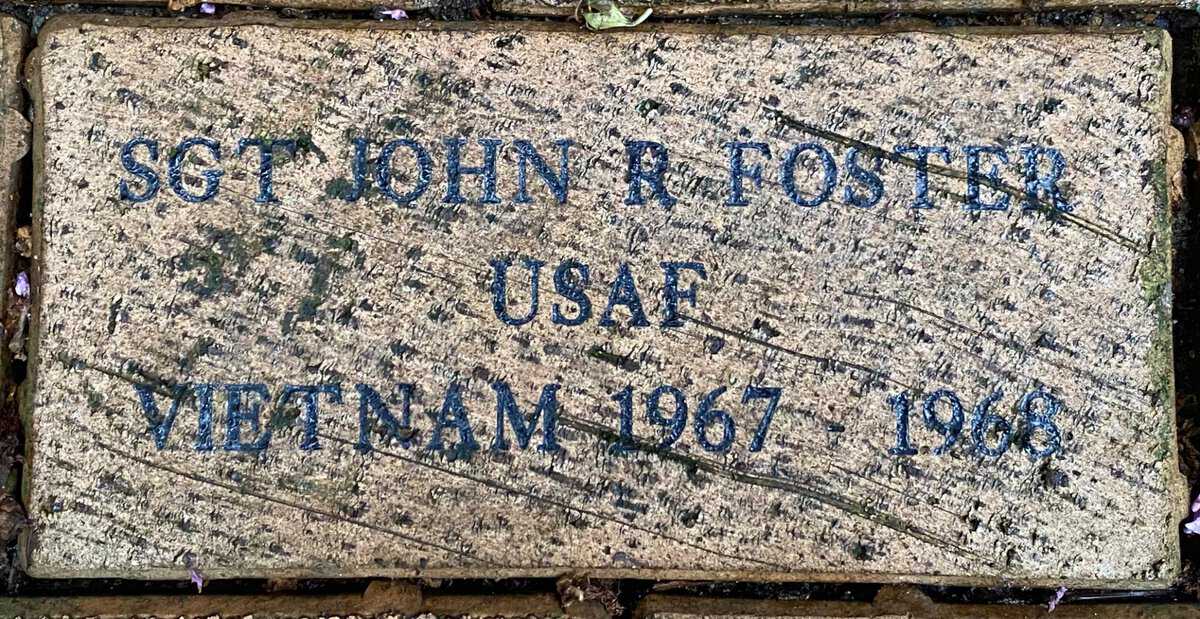 SGT JOHN R FOSTER
USAF
VIETNAM 1967 - 1968